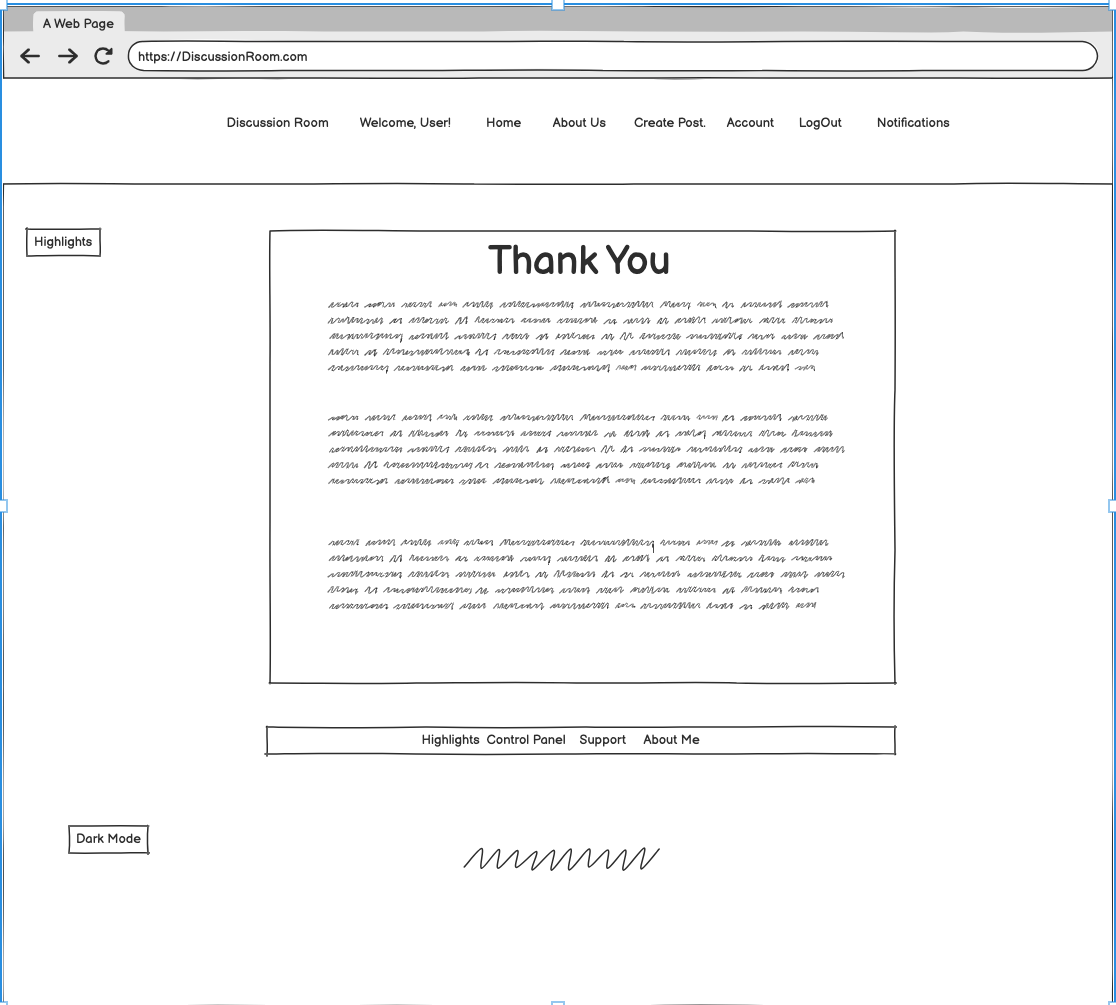 A Web Page
https://DiscussionRoom.com
Discussion Room Welcome, User! Home About Us Create Post. Account LogOut Notifications
Highlights
Thank You
Highlights Control Panel Support About Me
Dark Mode